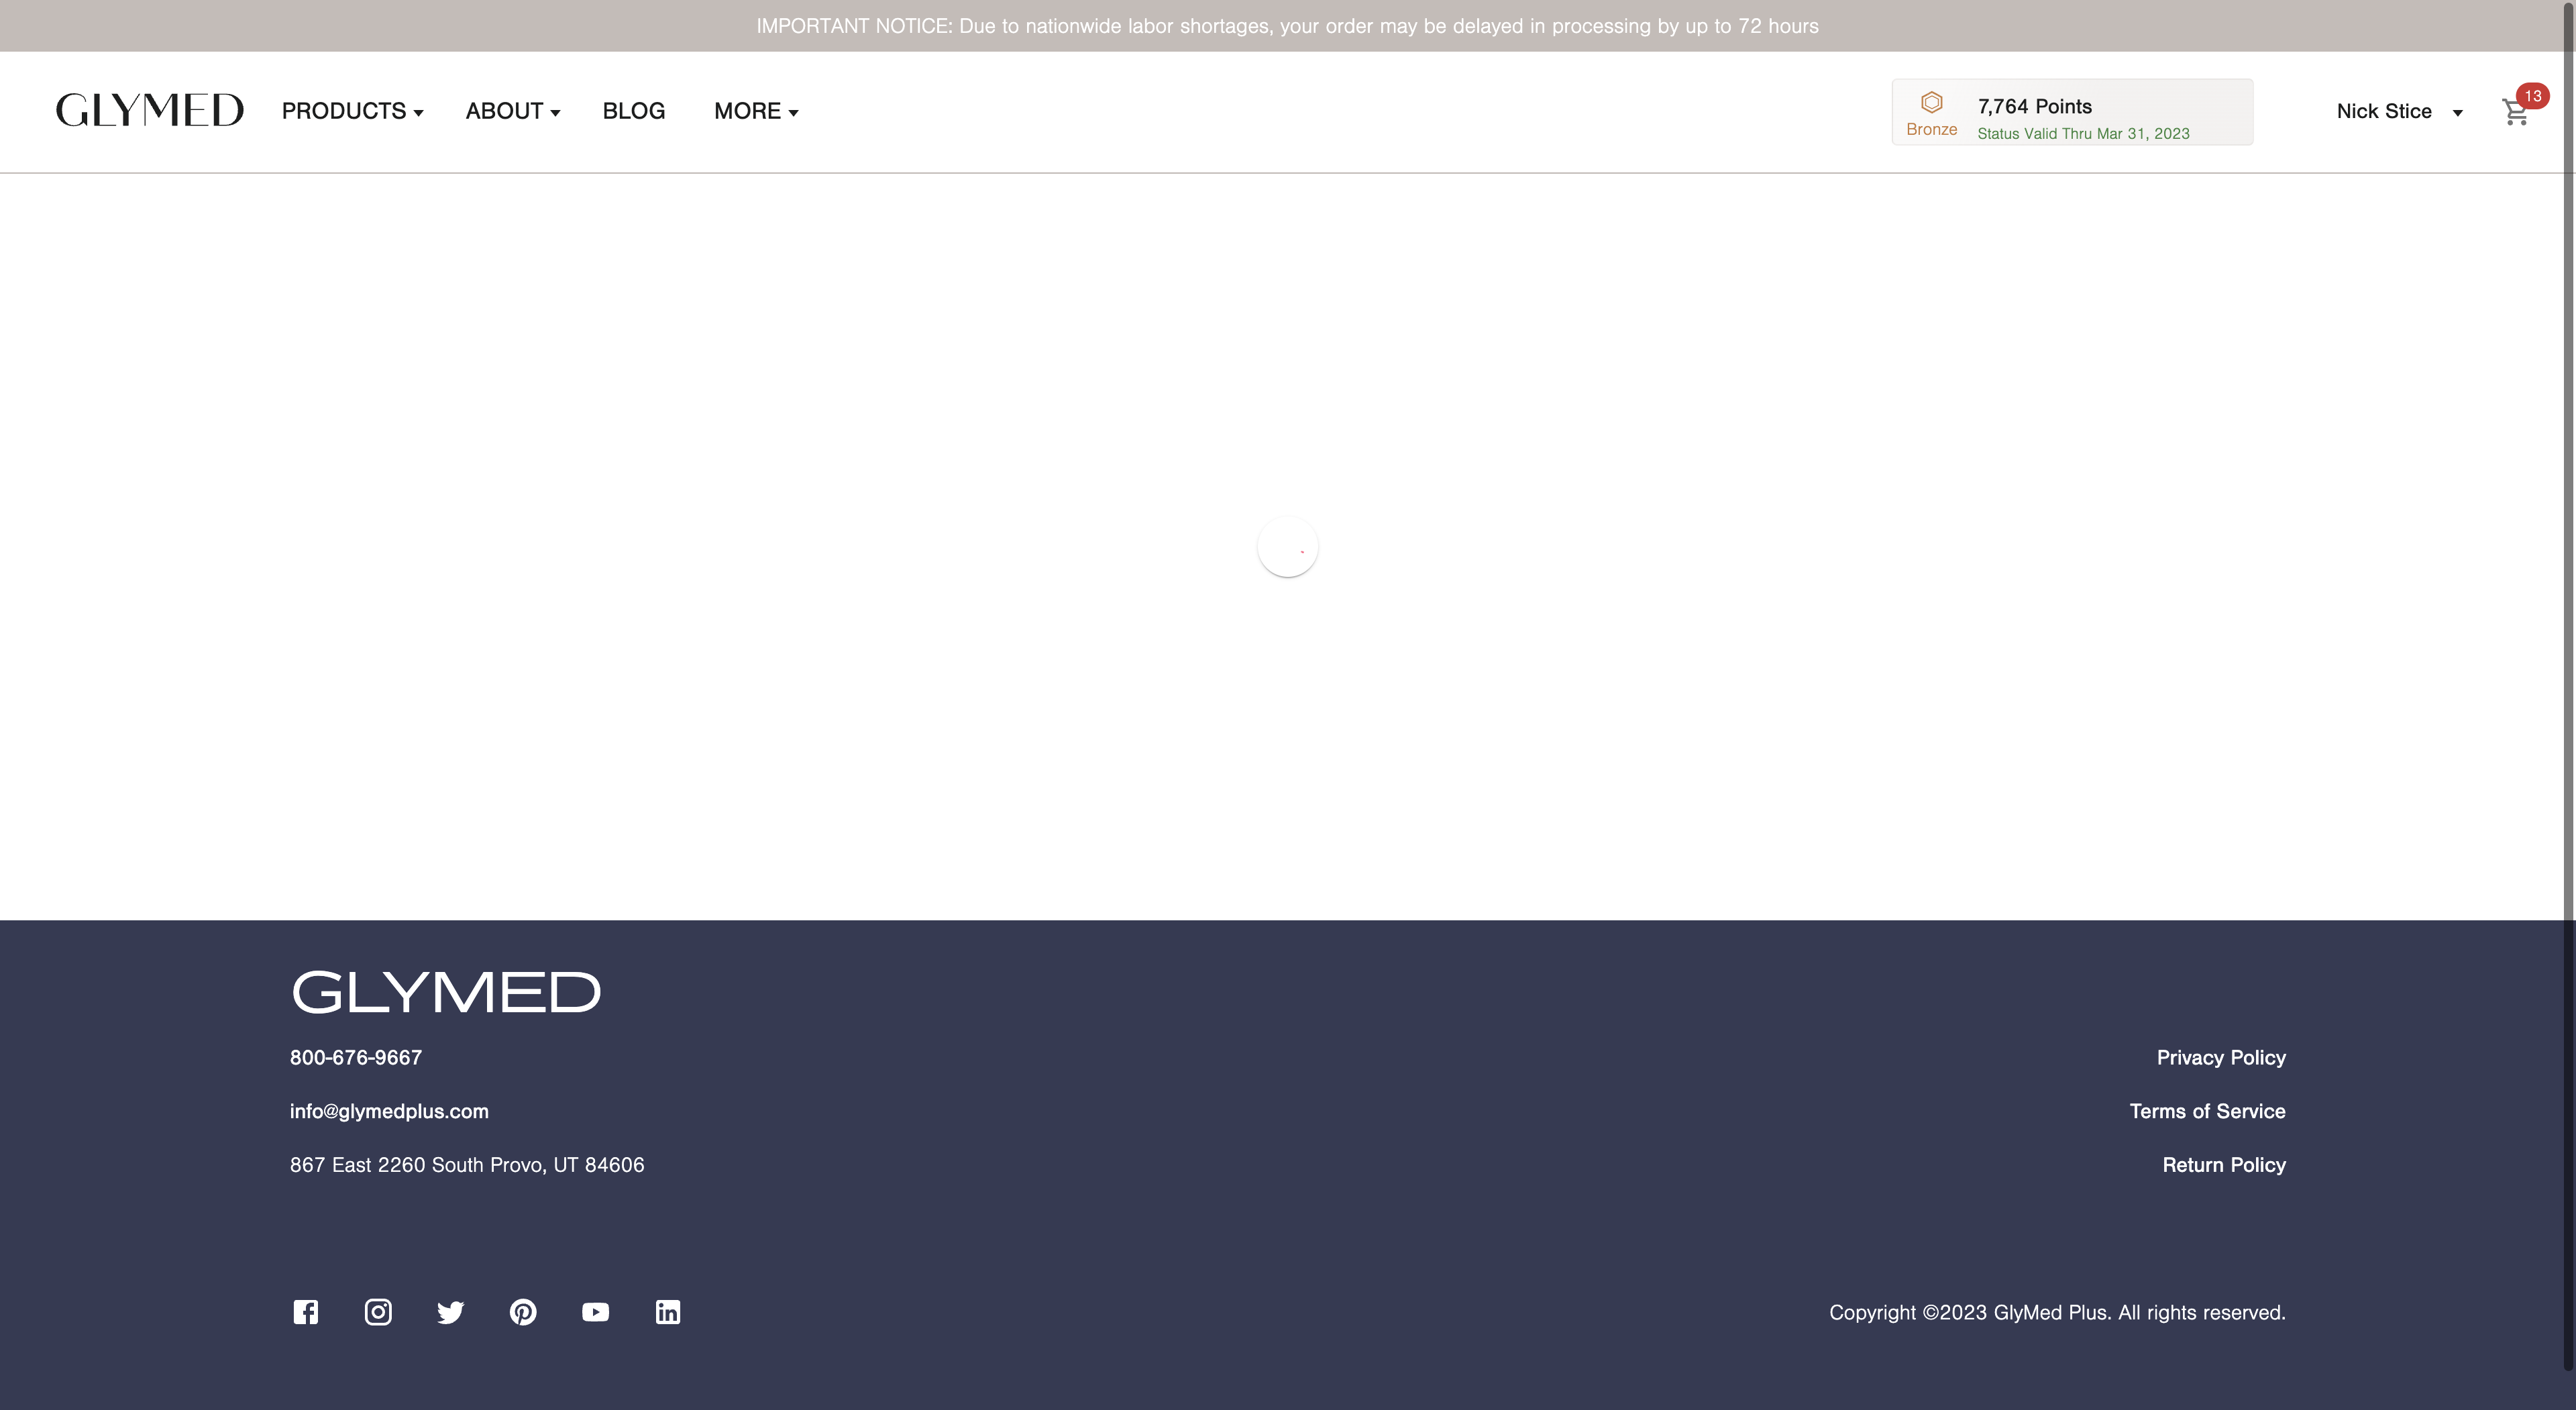 IMPORTANT NOTICE: Due to nationwide labor shortages, your order may be delayed in processing by up to 72 hours
GLYMED
PRODUCTS
ABOUT
BLOG
MORE
Bronze
7,764 Points
Status Valid Thru Mar 31, 2023
Nick Stice
13
GLYMED
800-676-9667
info@glymedplus.com
867 East 2260 South Provo, UT 84606
Privacy Policy
Terms of Service
Return Policy
Copyright ©2023 GlyMed Plus. All rights reserved.